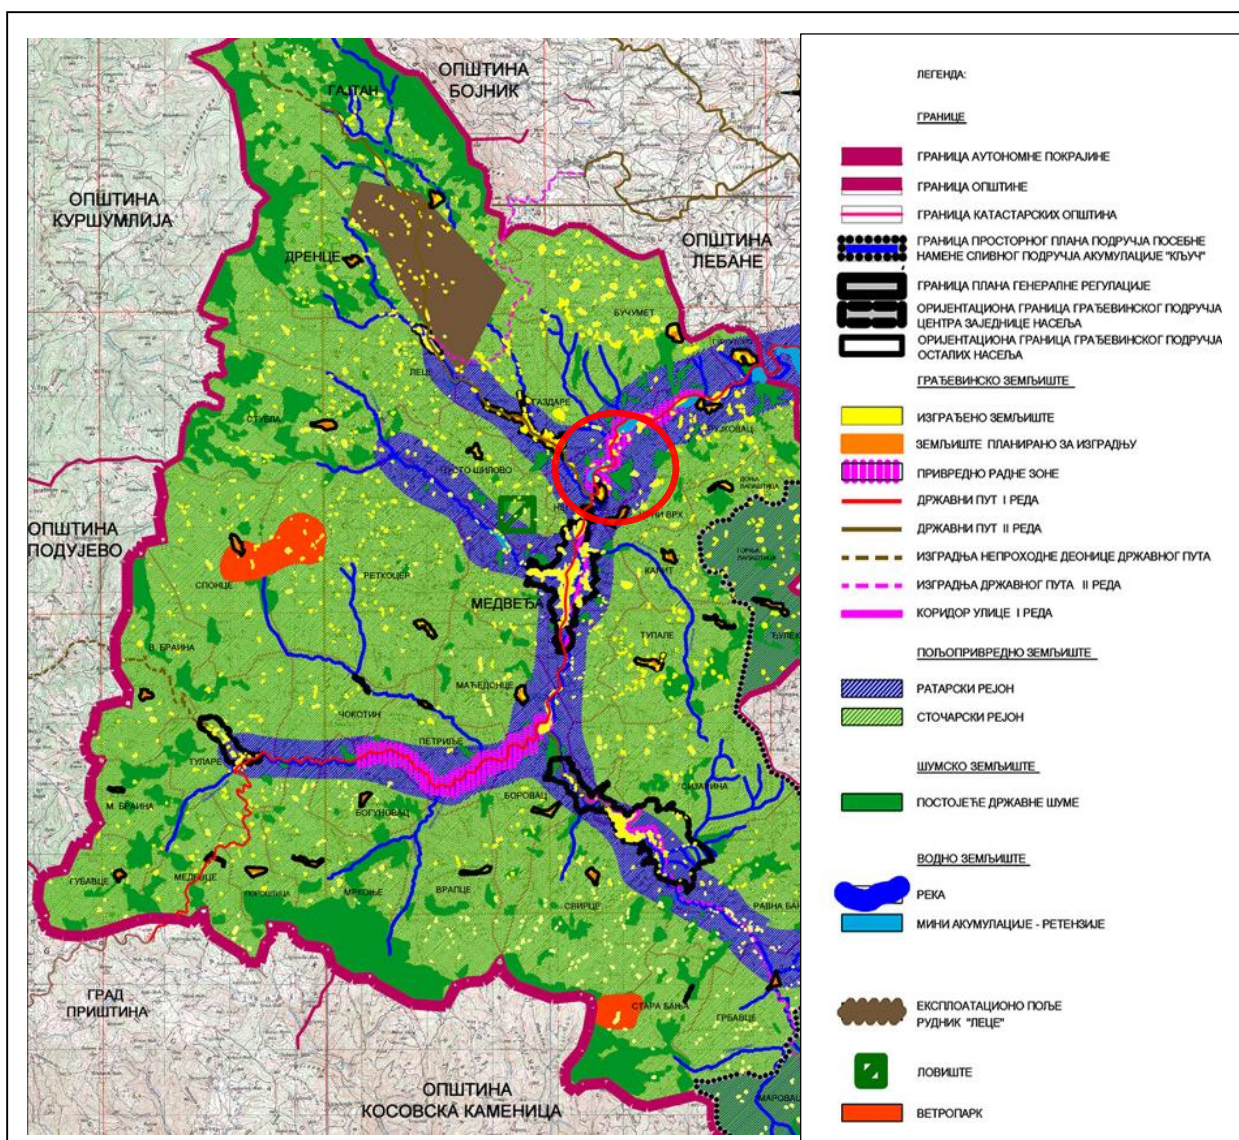 ОПШТИНА
БОЈНИК
ГАЈТАН
ОПШТИНА
КУРШУМЛИЈА
ОПШТИНА
ЛЕБАНЕ
ДРЕНЦЕ
БУЧУМЕТ
ЛЕЦЕ
ГАЗДАРЕ
СТУБЛА
РУЈКОВАЦ
ОПШТИНА
ПОДУЈЕВО
СПОНЦЕ
РЕТКОЦЕР
МЕДВЕЂА
КАПИТ
ТУПАЛЕ
В. БРАИНА
МАЂЕДОНЦЕ
ЧОКОТИН
ПЕТРИЉЕ
ТУЛАРЕ
М. БРАИНА
БОГУНОВАЦ
БОРОВАЦ
СИЈАРИНА
ГУБАВЦЕ
МЕДЕВЦЕ
ПОРОШТИЦА
МРКОЊЕ
ВРАПЦЕ
СВИРЦЕ
ГРАД
ПРИШТИНА
СТАРА БАЊА
ГРБАВЦЕ
ОПШТИНА
КОСОВСКА КАМЕНИЦА
ЛЕГЕНДА:
ГРАНИЦЕ
ГРАНИЦА АУТОНОМНЕ ПОКРАЈИНЕ
ГРАНИЦА ОПШТИНЕ
ГРАНИЦА КАТАСТАРСКИХ ОПШТИНА
ГРАНИЦА ПРОСТОРНОГ ПЛАНА ПОДРУЧЈА ПОСЕБНЕ
НАМЕНЕ СЛИВНОГ ПОДРУЧЈА АКУМУЛАЦИЈЕ "КЉУЧ"
ГРАНИЦА ПЛАНА ГЕНЕРАЛНЕ РЕГУЛАЦИЈЕ
ОРИЈЕНТАЦИОНА ГРАНИЦА ГРАЂЕВИНСКОГ ПОДРУЧЈА
ЦЕНТРА ЗАЈЕДНИЦЕ НАСЕЉА
ОРИЈЕНТАЦИОНА ГРАНИЦА ГРАЂЕВИНСКОГ ПОДРУЧЈА
ОСТАЛИХ НАСЕЉА
ГРАЂЕВИНСКО ЗЕМЉИШТЕ
ИЗГРАЂЕНО ЗЕМЉИШТЕ
ЗЕМЉИШТЕ ПЛАНИРАНО ЗА ИЗГРАДЊУ
ПРИВРЕДНО РАДНЕ ЗОНЕ
ДРЖАВНИ ПУТ I РЕДА
ДРЖАВНИ ПУТ II РЕДА
ИЗГРАДЊА НЕПРОХОДНЕ ДЕОНИЦЕ ДРЖАВНОГ ПУТА
ИЗГРАДЊА ДРЖАВНОГ ПУТА II РЕДА
КОРИДОР УЛИЦЕ I РЕДА
ПОЉОПРИВРЕДНО ЗЕМЉИШТЕ
РАТАРСКИ РЕЈОН
СТОЧАРСКИ РЕЈОН
ШУМСКО ЗЕМЉИШТЕ
ПОСТОЈЕЋЕ ДРЖАВНЕ ШУМЕ
ВОДНО ЗЕМЉИШТЕ
РЕКА
МИНИ АКУМУЛАЦИЈЕ - РЕТЕНЗИЈЕ
ЕКСПЛОАТАЦИОНО ПОЉЕ
РУДНИК "ЛЕЦЕ"
ЛОВИШТЕ
ВЕТРОПАРК